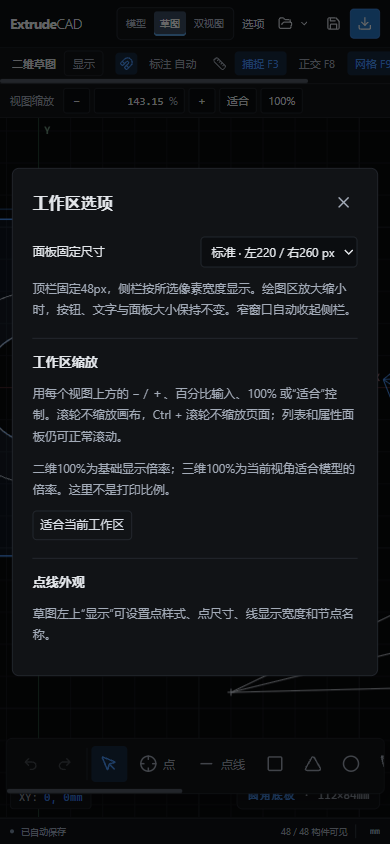 ExtrudeCAD 模型 草图 双视图 选项
二维草图 显示 标注 自动 捕捉 F3 正交 F8 网格 F9
视图缩放 − 143.15 % + 适合 100%
Y
工作区选项
面板固定尺寸 标准 · 左220 / 右260 px
顶栏固定48px，侧栏按所选像素宽度显示。绘图区放大缩小
时，按钮、文字与面板大小保持不变。窄窗口自动收起侧栏。
工作区缩放
用每个视图上方的 − / +、百分比输入、100% 或“适合”控
制。滚轮不缩放画布，Ctrl + 滚轮不缩放页面；列表和属性面
板仍可正常滚动。
二维100%为基础显示倍率；三维100%为当前视角适合模型的
倍率。这里不是打印比例。
适合当前工作区
点线外观
草图左上“显示”可设置点样式、点尺寸、线显示宽度和节点名
称。
点 点线
XY: 0, 0mm 圆角底板 · 112×84mm
已自动保存 48 / 48 构件可见 mm